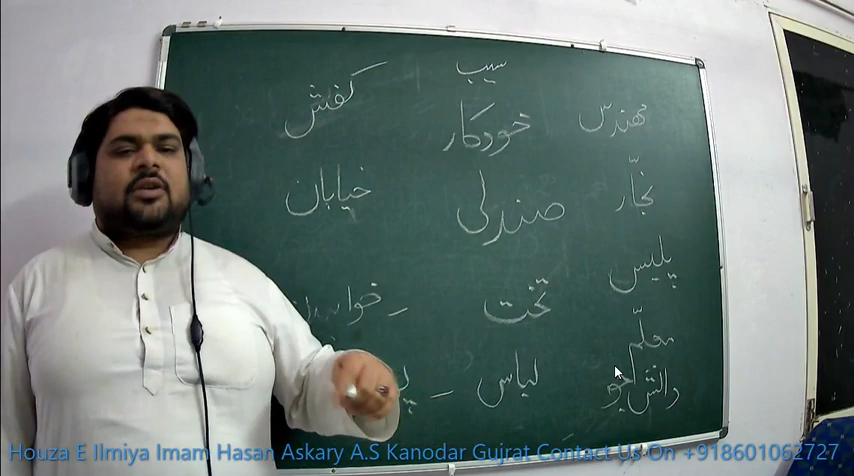 سیب
مهندس خودکار کفش
نجّار صندلی خیابان
پلیس تخت
معلّم
دانش جو لباس
Houza E Ilmiya Imam Hasan Askary A.S Kanodar Gujrat Contact Us On +918601062727